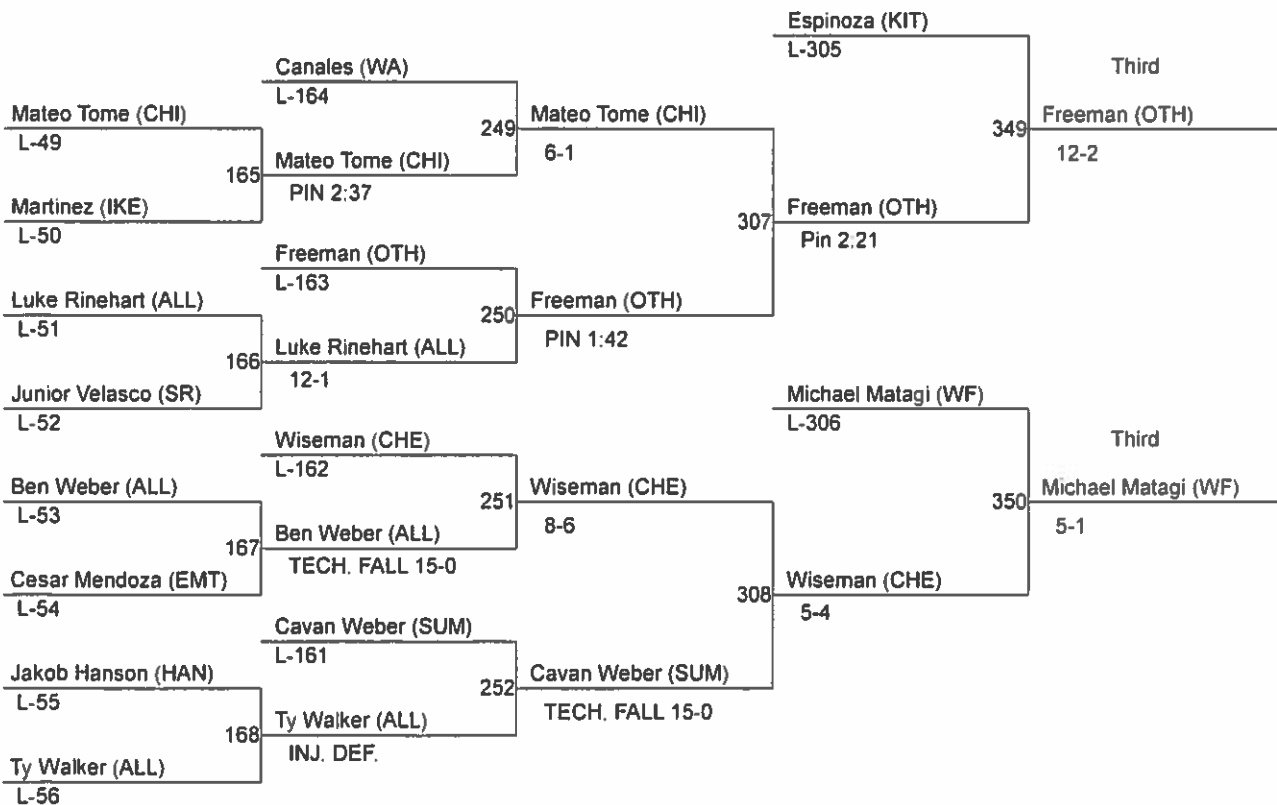 Espinoza (KIT)
L-305
Third
Canales (WA)
L-164
Mateo Tome (CHI)
L-49
249
Mateo Tome (CHI)
6-1
349
Freeman (OTH)
12-2
165
Mateo Tome (CHI)
PIN 2:37
Martinez (IKE)
L-50
307
Freeman (OTH)
Pin 2:21
Freeman (OTH)
L-163
Luke Rinehart (ALL)
L-51
250
Freeman (OTH)
PIN 1:42
166
Luke Rinehart (ALL)
12-1
Junior Velasco (SR)
L-52
Michael Matagi (WF)
L-306
Third
Wiseman (CHE)
L-162
Ben Weber (ALL)
L-53
251
Wiseman (CHE)
8-6
350
Michael Matagi (WF)
5-1
167
Ben Weber (ALL)
TECH. FALL 15-0
Cesar Mendoza (EMT)
L-54
308
Wiseman (CHE)
5-4
Cavan Weber (SUM)
L-161
Jakob Hanson (HAN)
L-55
252
Cavan Weber (SUM)
TECH. FALL 15-0
168
Ty Walker (ALL)
INJ. DEF.
Ty Walker (ALL)
L-56